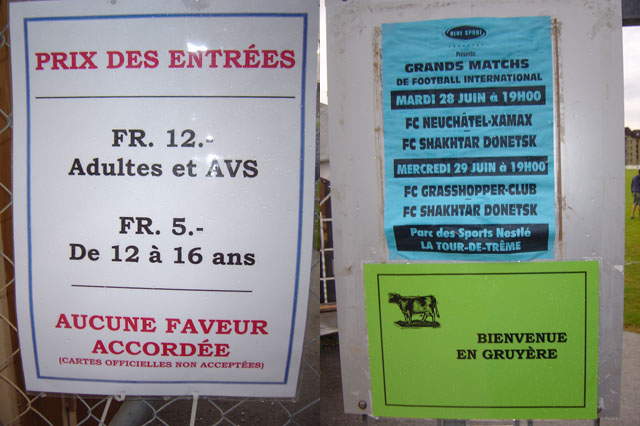 PRIX DES ENTRÉES
FR. 12.-
Adultes et AVS
FR. 5.-
De 12 à 16 ans
AUCUNE FAVEUR
ACCORDÉE
(CARTES OFFICIELLES NON ACCEPTÉES)
Présente
GRANDS MATCHS
DE FOOTBALL INTERNATIONAL
MARDI 28 JUIN à 19H00
FC NEUCHÂTEL-XAMAX
–
FC SHAKHTAR DONETSK
MERCREDI 29 JUIN à 19H00
FC GRASSHOPPER-CLUB
–
FC SHAKHTAR DONETSK
Parc des Sports Nestlé
LA TOUR-DE-TRÊME
BIENVENUE
EN GRUYÈRE